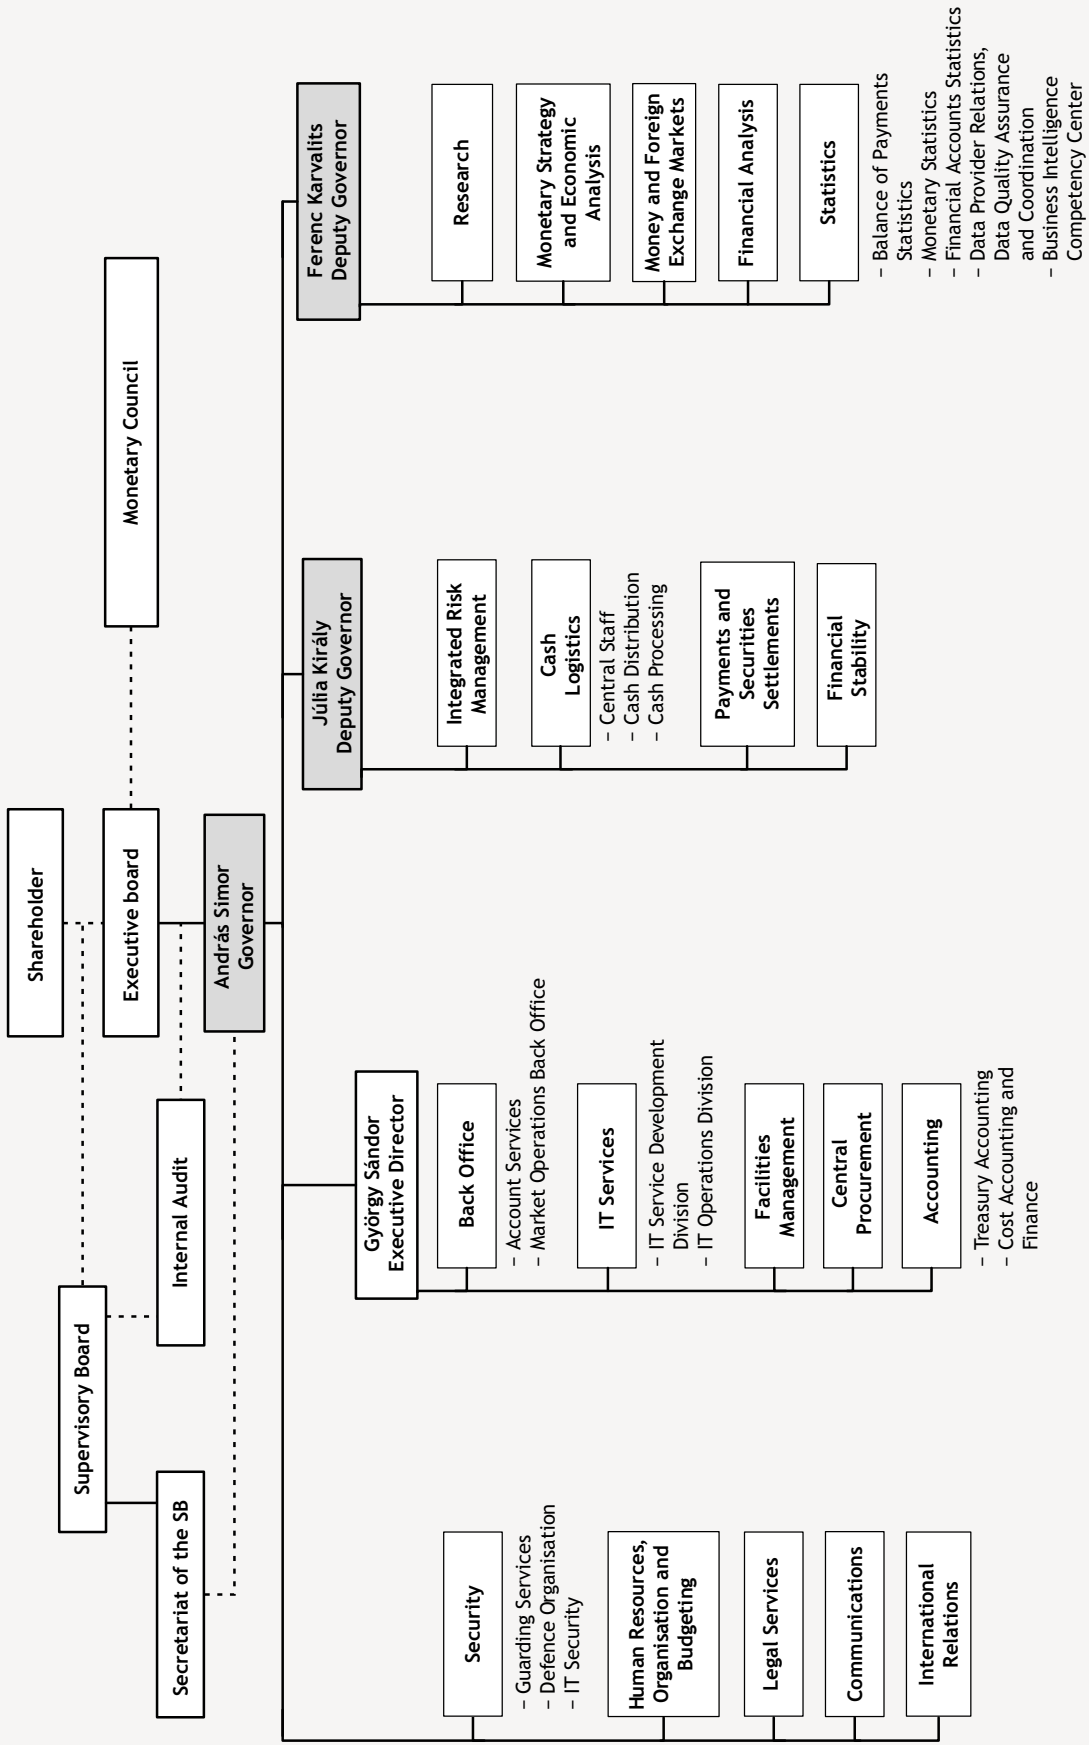 Shareholder
Supervisory Board
Executive board
Monetary Council
Secretariat of the SB
Internal Audit
András Simor
Governor
Security
– Guarding Services
– Defence Organisation
– IT Security
Human Resources,
Organisation and
Budgeting
Legal Services
Communications
International
Relations
György Sándor
Executive Director
Back Office
– Account Services
– Market Operations Back Office
IT Services
– IT Service Development
Division
– IT Operations Division
Facilities
Management
Central
Procurement
Accounting
– Treasury Accounting
– Cost Accounting and
Finance
Júlia Király
Deputy Governor
Integrated Risk
Management
Cash
Logistics
– Central Staff
– Cash Distribution
– Cash Processing
Payments and
Securities
Settlements
Financial
Stability
Ferenc Karvalits
Deputy Governor
Research
Monetary Strategy
and Economic
Analysis
Money and Foreign
Exchange Markets
Financial Analysis
Statistics
– Balance of Payments
Statistics
– Monetary Statistics
– Financial Accounts Statistics
– Data Provider Relations,
Data Quality Assurance
and Coordination
– Business Intelligence
Competency Center